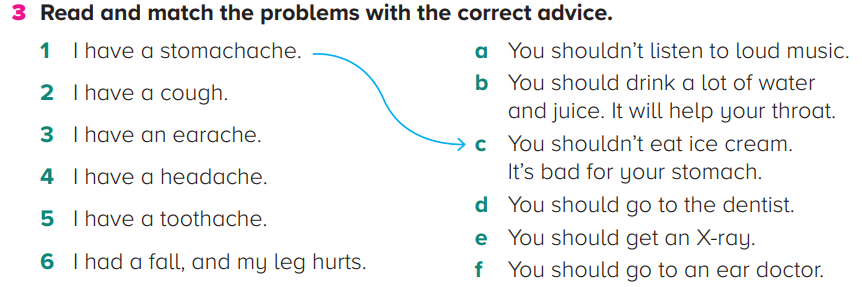 3 Read and match the problems with the correct advice.
1 I have a stomachache.
2 I have a cough.
3 I have an earache.
4 I have a headache.
5 I have a toothache.
6 I had a fall, and my leg hurts.
a You shouldn't listen to loud music.
b You should drink a lot of water
and juice. It will help your throat.
c You shouldn't eat ice cream.
It's bad for your stomach.
d You should go to the dentist.
e You should get an X-ray.
f You should go to an ear doctor.